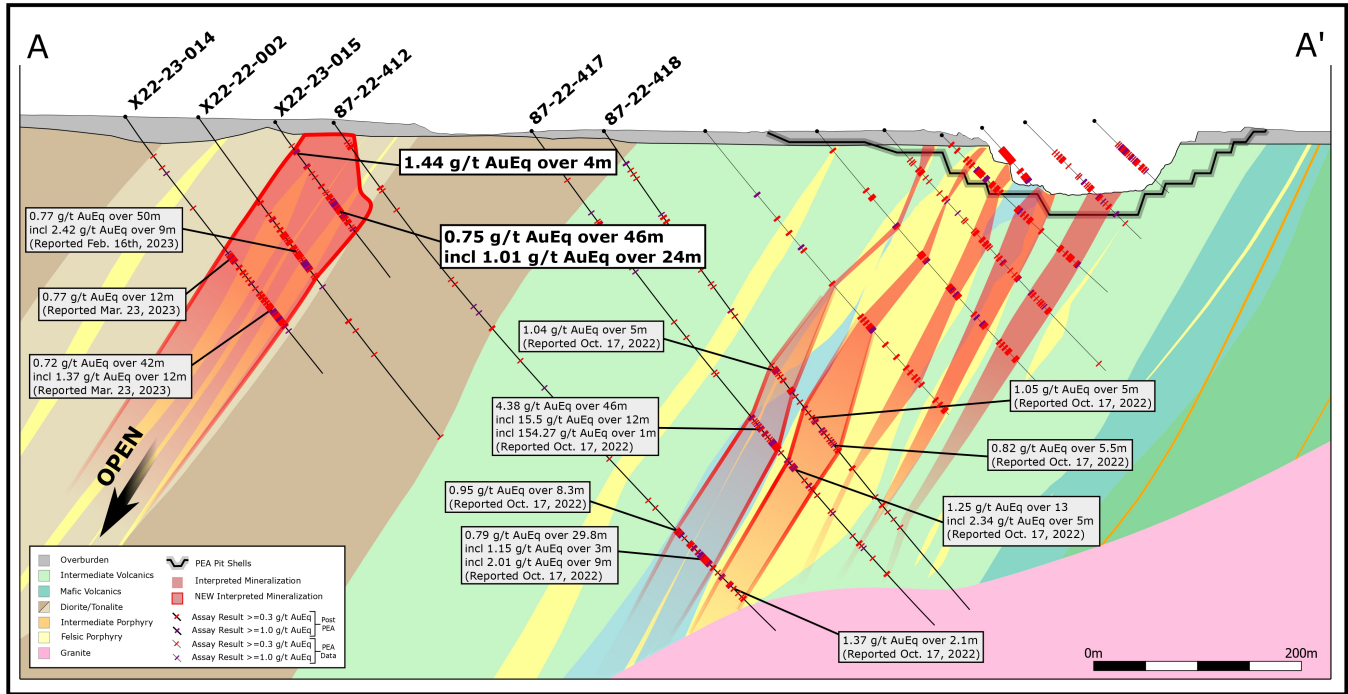 A
A'
X22-23-014
X22-22-002
X22-23-015
87-22-412
87-22-417
87-22-418
1.44 g/t AuEq over 4m
0.75 g/t AuEq over 46m
incl 1.01 g/t AuEq over 24m
0.77 g/t AuEq over 50m
incl 2.42 g/t AuEq over 9m
(Reported Feb. 16th, 2023)
0.77 g/t AuEq over 12m
(Reported Mar. 23, 2023)
0.72 g/t AuEq over 42m
incl 1.37 g/t AuEq over 12m
(Reported Mar. 23, 2023)
1.04 g/t AuEq over 5m
(Reported Oct. 17, 2022)
4.38 g/t AuEq over 46m
incl 15.5 g/t AuEq over 12m
incl 154.27 g/t AuEq over 1m
(Reported Oct. 17, 2022)
1.05 g/t AuEq over 5m
(Reported Oct. 17, 2022)
0.82 g/t AuEq over 5.5m
(Reported Oct. 17, 2022)
0.95 g/t AuEq over 8.3m
(Reported Oct. 17, 2022)
1.25 g/t AuEq over 13
incl 2.34 g/t AuEq over 5m
(Reported Oct. 17, 2022)
0.79 g/t AuEq over 29.8m
incl 1.15 g/t AuEq over 3m
incl 2.01 g/t AuEq over 9m
(Reported Oct. 17, 2022)
1.37 g/t AuEq over 2.1m
(Reported Oct. 17, 2022)
OPEN
Overburden
Intermediate Volcanics
Mafic Volcanics
Diorite/Tonalite
Intermediate Porphyry
Felsic Porphyry
Granite
PEA Pit Shells
Interpreted Mineralization
NEW Interpreted Mineralization
Assay Result >=0.3 g/t AuEq
Assay Result >=1.0 g/t AuEq
Post
PEA
Assay Result >=0.3 g/t AuEq
Assay Result >=1.0 g/t AuEq
PEA
Data
0m
200m